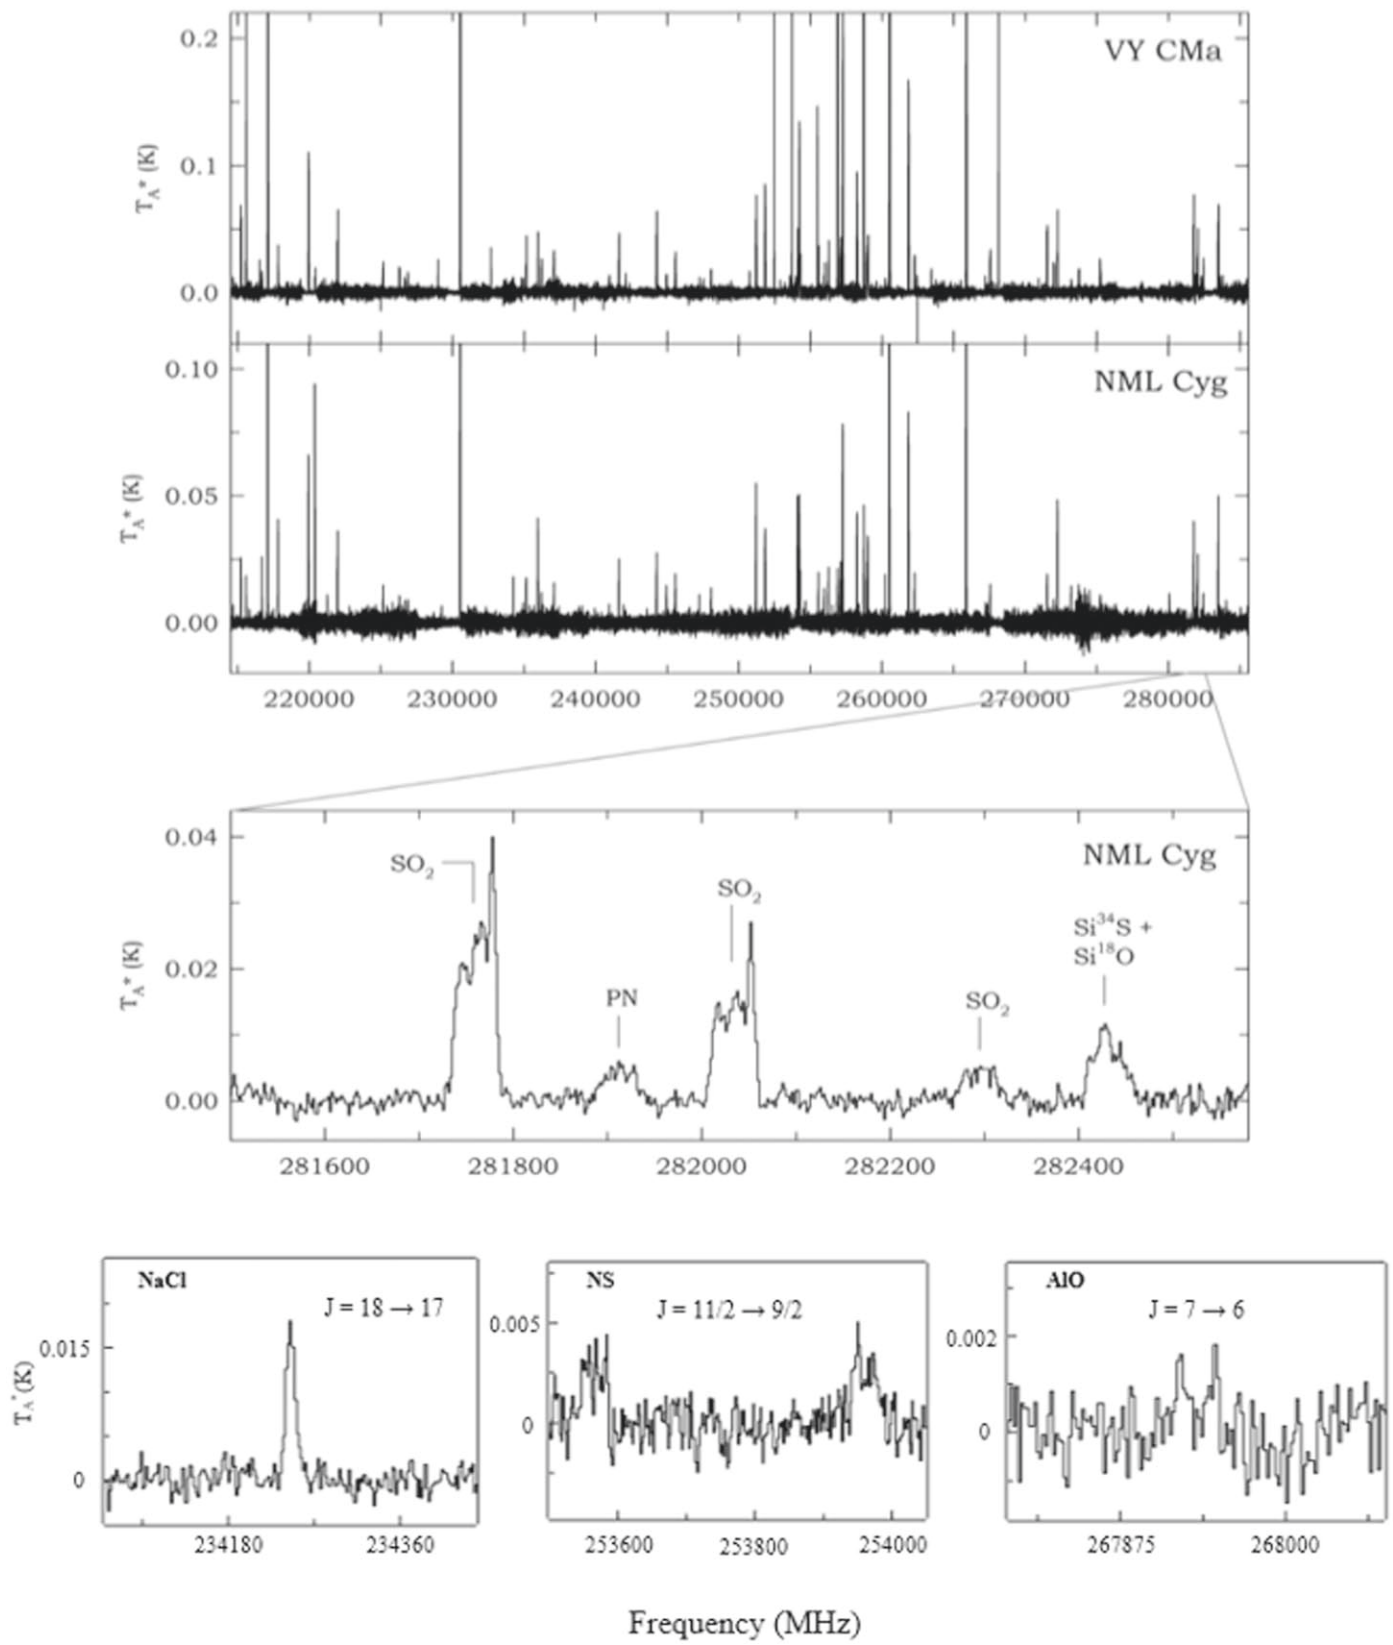 VY CMa
0.2
0.1
0.0
T_A* (K)
NML Cyg
0.10
0.05
0.00
T_A* (K)
220000 230000 240000 250000 260000 270000 280000
NML Cyg
0.04
0.02
0.00
T_A* (K)
SO₂
PN
SO₂
SO₂
Si³⁴S +
Si¹⁸O
281600 281800 282000 282200 282400
NaCl
J = 18 → 17
0.015
0
T_A*(K)
234180 234360
NS
J = 11/2 → 9/2
0.005
0
253600 253800 254000
AlO
J = 7 → 6
0.002
0
267875 268000
Frequency (MHz)